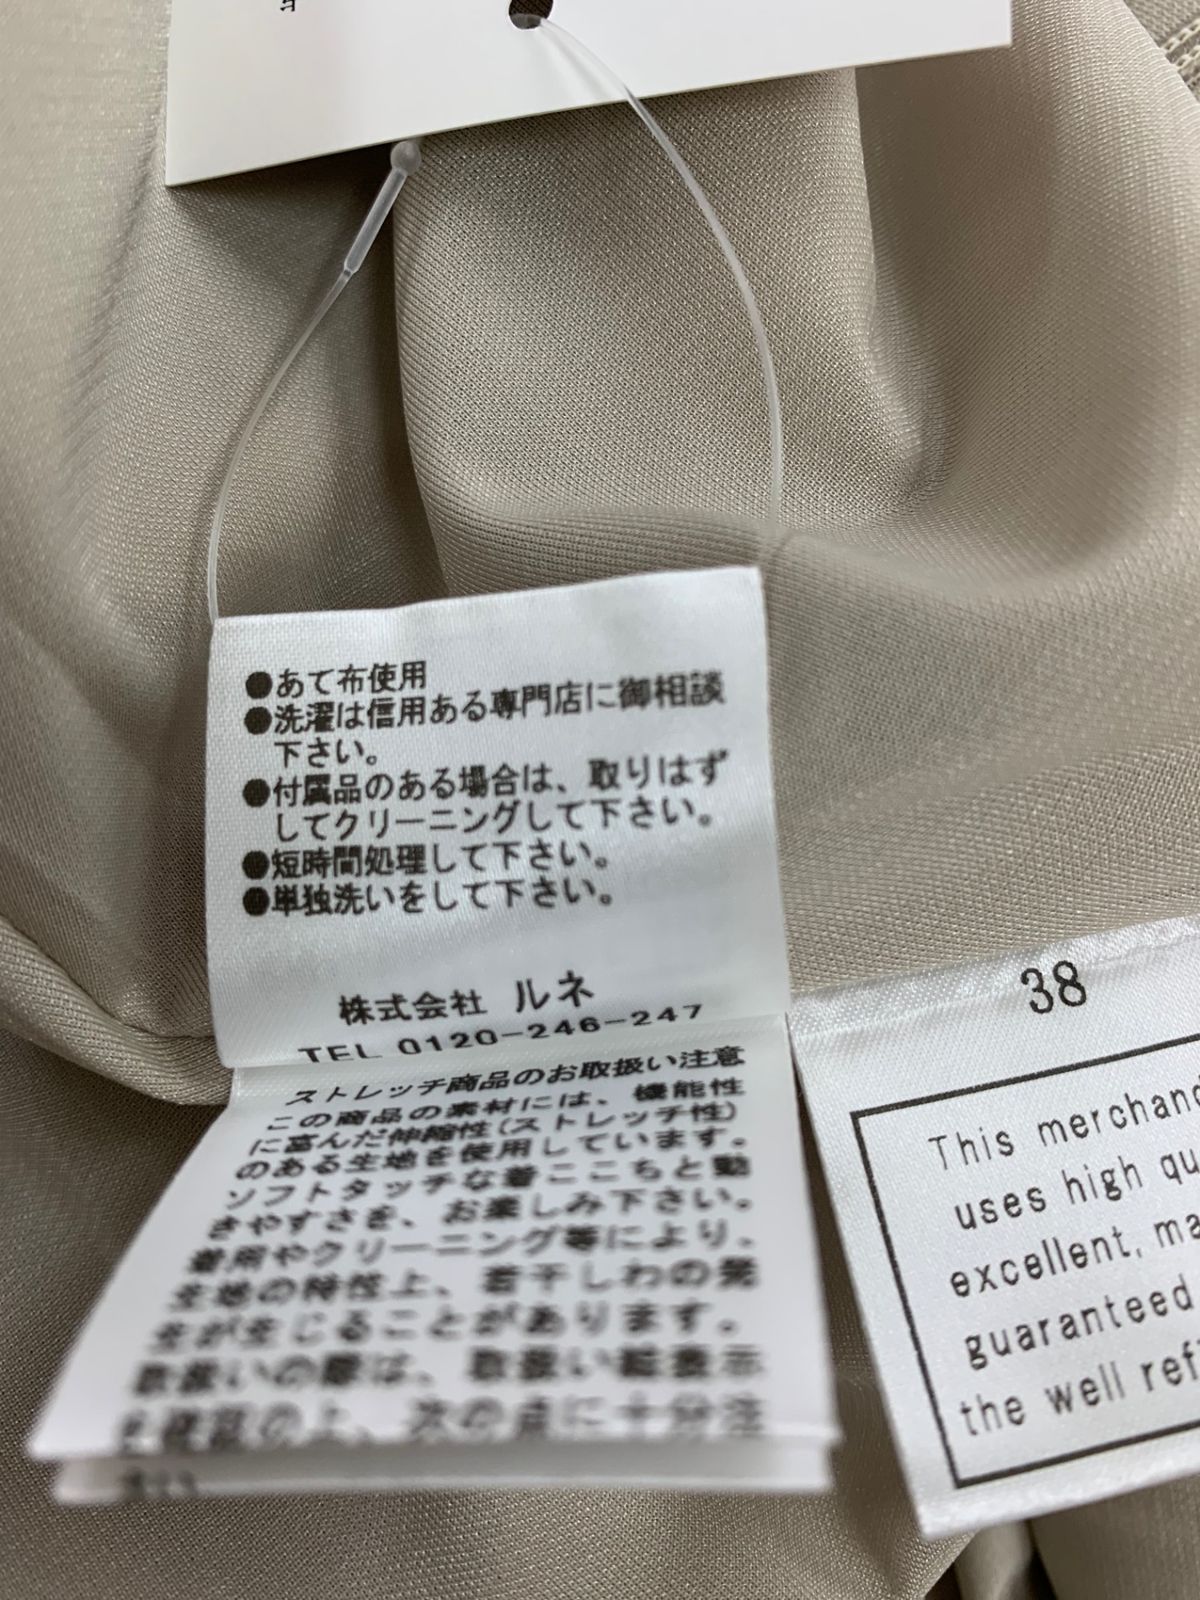 ●あて布使用
●洗濯は信用ある専門店に御相談
下さい。
●付属品のある場合は、取りはず
してクリーニングして下さい。
●短時間処理して下さい。
●単独洗いをして下さい。
株式会社 ルネ
TEL 0120-246-247
ストレッチ商品のお取扱い注意
この商品の素材には、機能性
に富んだ伸縮性(ストレッチ性)
のある生地を使用しています。
ソフトタッチな着ここちと動
きやすさを、お楽しみ下さい。
着用やクリーニング等により、
生地の特性上、若干しわの発
生が生じることがあります。
取扱いの際は、取扱い絵表示
を確認の上、次の点に十分注
38
This merchand
uses high qu
excellent, ma
guaranteed
the well ref